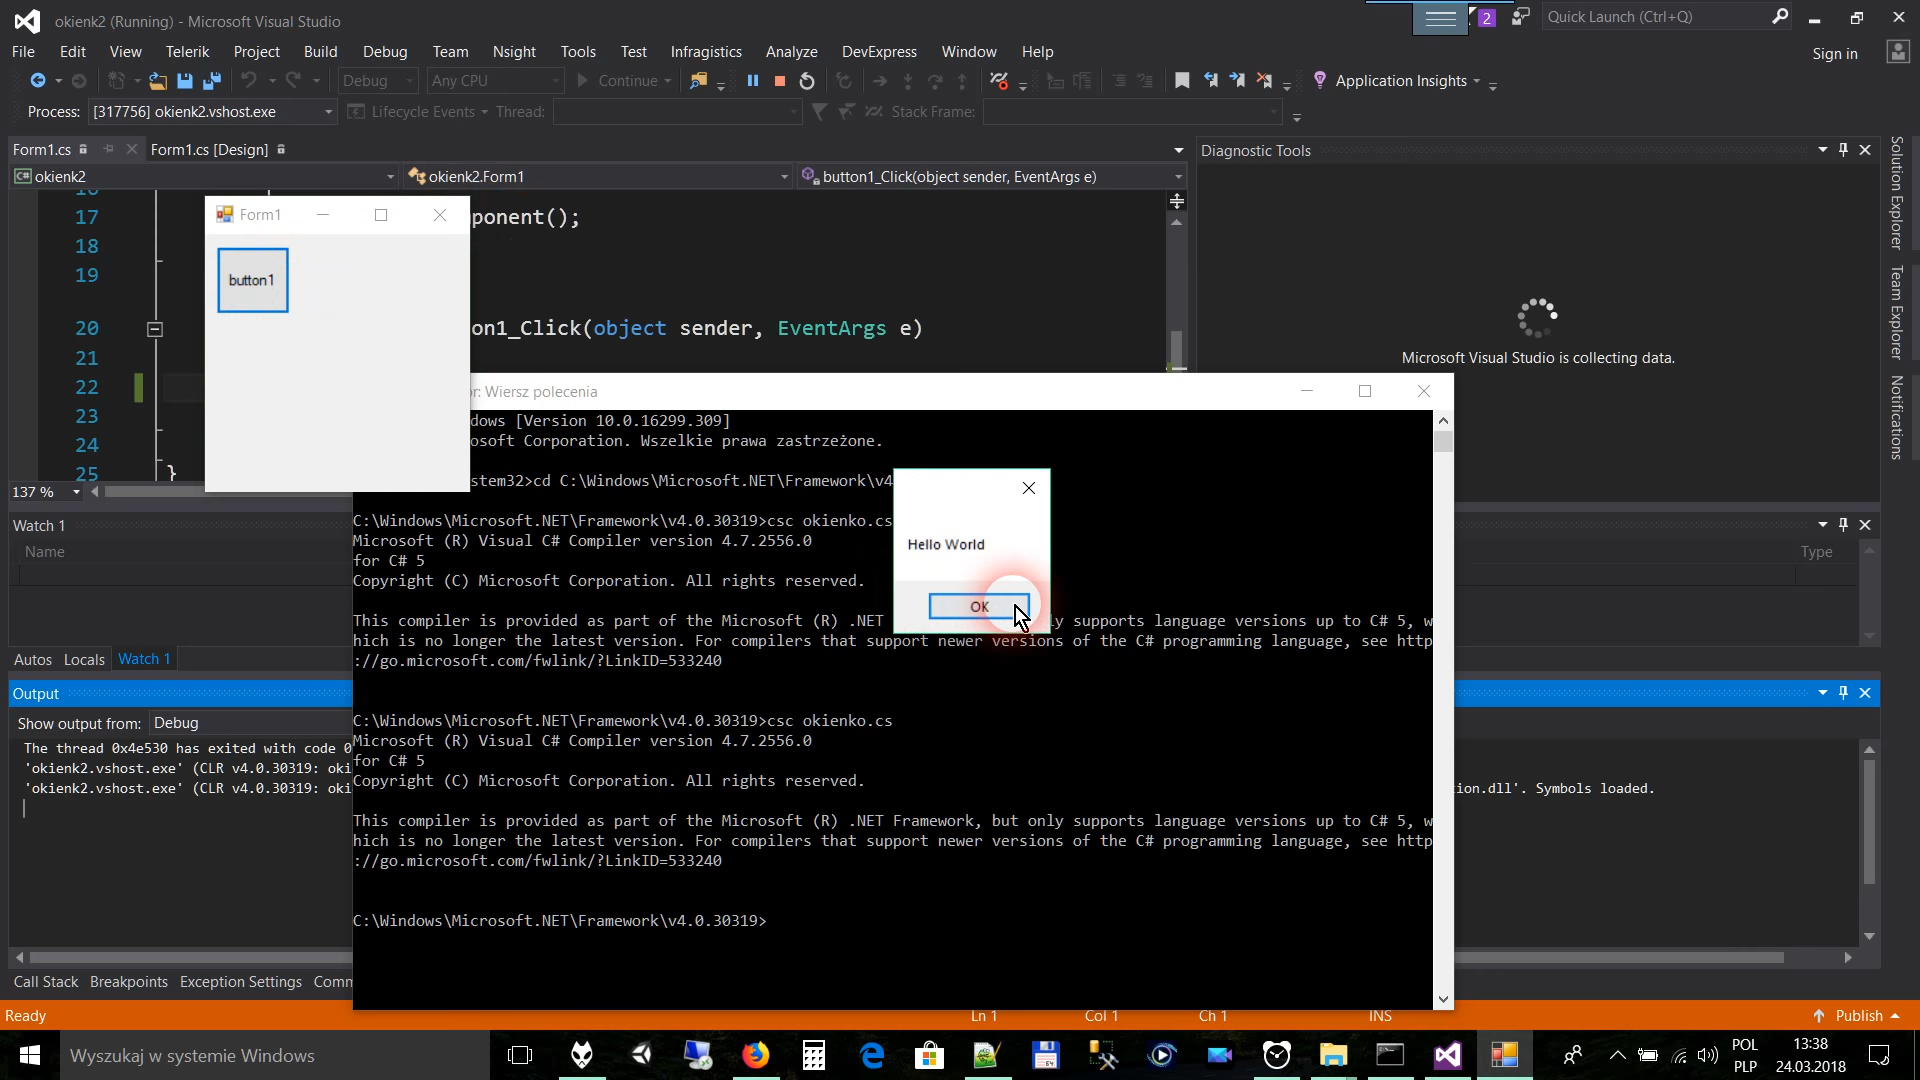 okienk2 (Running) - Microsoft Visual Studio
2
Quick Launch (Ctrl+Q)
File Edit View Telerik Project Build Debug Team Nsight Tools Test Infragistics Analyze DevExpress Window Help
Sign in
Debug Any CPU Continue Application Insights
Process: [317756] okienk2.vshost.exe Lifecycle Events Thread: Stack Frame:
Form1.cs Form1.cs [Design]
Diagnostic Tools
C# okienk2 okienk2.Form1 button1_Click(object sender, EventArgs e)
17 ponent();
18
19
20 on1_Click(object sender, EventArgs e)
21
22
23
24
25 }
Form1
button1
Microsoft Visual Studio is collecting data.
137 %
Solution Explorer
Team Explorer
Notifications
Watch 1
Name
Type
Autos Locals Watch 1
Output
Show output from: Debug
The thread 0x4e530 has exited with code 0
'okienk2.vshost.exe' (CLR v4.0.30319: oki
'okienk2.vshost.exe' (CLR v4.0.30319: oki
ion.dll'. Symbols loaded.
r: Wiersz polecenia
dows [Version 10.0.16299.309]
osoft Corporation. Wszelkie prawa zastrzeżone.
stem32>cd C:\Windows\Microsoft.NET\Framework\v4
C:\Windows\Microsoft.NET\Framework\v4.0.30319>csc okienko.cs
Microsoft (R) Visual C# Compiler version 4.7.2556.0
for C# 5
Copyright (C) Microsoft Corporation. All rights reserved.
This compiler is provided as part of the Microsoft (R) .NET ly supports language versions up to C# 5, w
hich is no longer the latest version. For compilers that support newer versions of the C# programming language, see http
://go.microsoft.com/fwlink/?LinkID=533240
C:\Windows\Microsoft.NET\Framework\v4.0.30319>csc okienko.cs
Microsoft (R) Visual C# Compiler version 4.7.2556.0
for C# 5
Copyright (C) Microsoft Corporation. All rights reserved.
This compiler is provided as part of the Microsoft (R) .NET Framework, but only supports language versions up to C# 5, w
hich is no longer the latest version. For compilers that support newer versions of the C# programming language, see http
://go.microsoft.com/fwlink/?LinkID=533240
C:\Windows\Microsoft.NET\Framework\v4.0.30319>
Hello World
OK
Call Stack Breakpoints Exception Settings Comm
Ready Ln 1 Col 1 Ch 1 INS Publish
Wyszukaj w systemie Windows
POL
PLP
13:38
24.03.2018